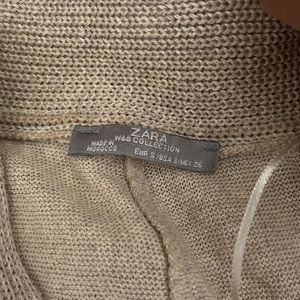 ZARA
W&B COLLECTION
MADE IN
MOROCCO
EUR S / USA S / MEX 26